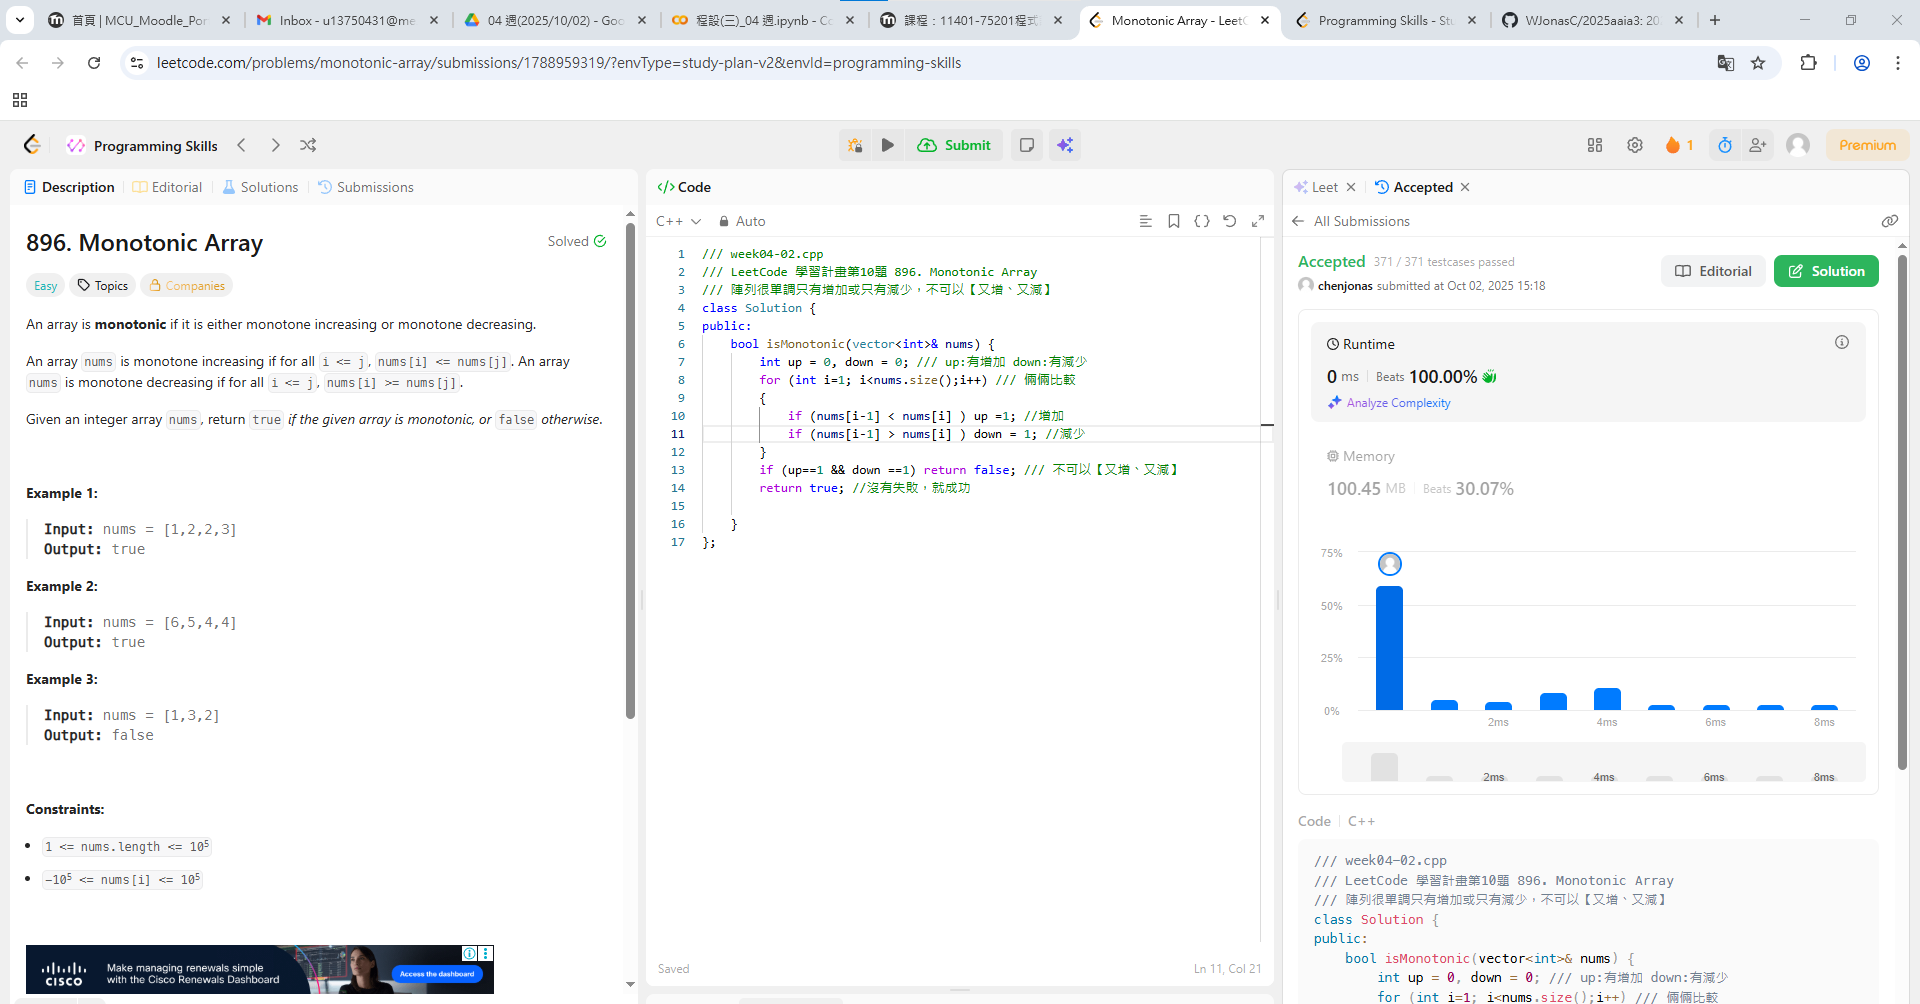 首頁 | MCU_Moodle_Por
Inbox - u13750431@me
04 週(2025/10/02) - Goo
程設(三)_04 週.ipynb - Co
課程：11401-75201程式
Monotonic Array - LeetC
Programming Skills - Stu
WJonasC/2025aaia3: 20
leetcode.com/problems/monotonic-array/submissions/1788959319/?envType=study-plan-v2&envId=programming-skills
Programming Skills
Submit
1
Premium
Description
Editorial
Solutions
Submissions
896. Monotonic Array
Solved
Easy
Topics
Companies
An array is monotonic if it is either monotone increasing or monotone decreasing.
An array nums is monotone increasing if for all i <= j, nums[i] <= nums[j]. An array
nums is monotone decreasing if for all i <= j, nums[i] >= nums[j].
Given an integer array nums, return true if the given array is monotonic, or false otherwise.
Example 1:
Input: nums = [1,2,2,3]
Output: true
Example 2:
Input: nums = [6,5,4,4]
Output: true
Example 3:
Input: nums = [1,3,2]
Output: false
Constraints:
1 <= nums.length <= 10⁵
-10⁵ <= nums[i] <= 10⁵
CISCO
Make managing renewals simple
with the Cisco Renewals Dashboard
Access the dashboard
</> Code
C++
Auto
1 /// week04-02.cpp
2 /// LeetCode 學習計畫第10題 896. Monotonic Array
3 /// 陣列很單調只有增加或只有減少，不可以【又增、又減】
4 class Solution {
5 public:
6 bool isMonotonic(vector<int>& nums) {
7 int up = 0, down = 0; /// up:有增加 down:有減少
8 for (int i=1; i<nums.size();i++) /// 倆倆比較
9 {
10 if (nums[i-1] < nums[i] ) up =1; //增加
11 if (nums[i-1] > nums[i] ) down = 1; //減少
12 }
13 if (up==1 && down ==1) return false; /// 不可以【又增、又減】
14 return true; //沒有失敗，就成功
15
16 }
17 };
Saved
Ln 11, Col 21
Leet
Accepted
All Submissions
Accepted 371 / 371 testcases passed
chenjonas submitted at Oct 02, 2025 15:18
Editorial
Solution
Runtime
0 ms
Beats 100.00%
Analyze Complexity
Memory
100.45 MB
Beats 30.07%
75%
50%
25%
0%
2ms
4ms
6ms
8ms
2ms
4ms
6ms
8ms
Code
C++
/// week04-02.cpp
/// LeetCode 學習計畫第10題 896. Monotonic Array
/// 陣列很單調只有增加或只有減少，不可以【又增、又減】
class Solution {
public:
bool isMonotonic(vector<int>& nums) {
int up = 0, down = 0; /// up:有增加 down:有減少
for (int i=1; i<nums.size();i++) /// 倆倆比較